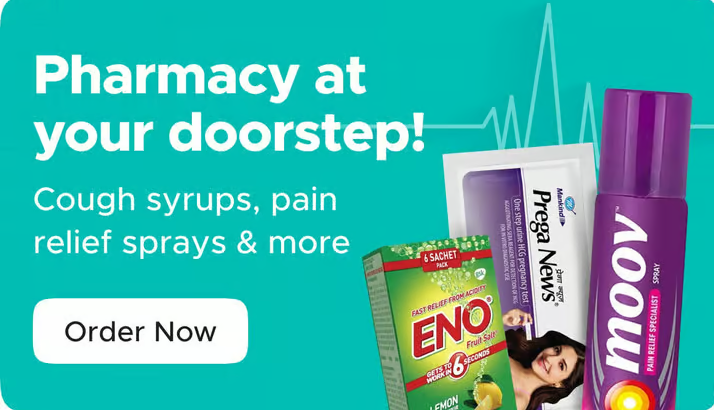 Pharmacy at
your doorstep!
Cough syrups, pain
relief sprays & more
Order Now
6 SACHET
PACK
FAST RELIEF FROM ACIDITY
ENO
Fruit Salt
GETS TO
WORK IN 6 SECONDS
LEMON
Mankind
Prega News
प्रेगा न्यूज़
One step urine HCG pregnancy test
moov
SPRAY
PAIN RELIEF SPECIALIST